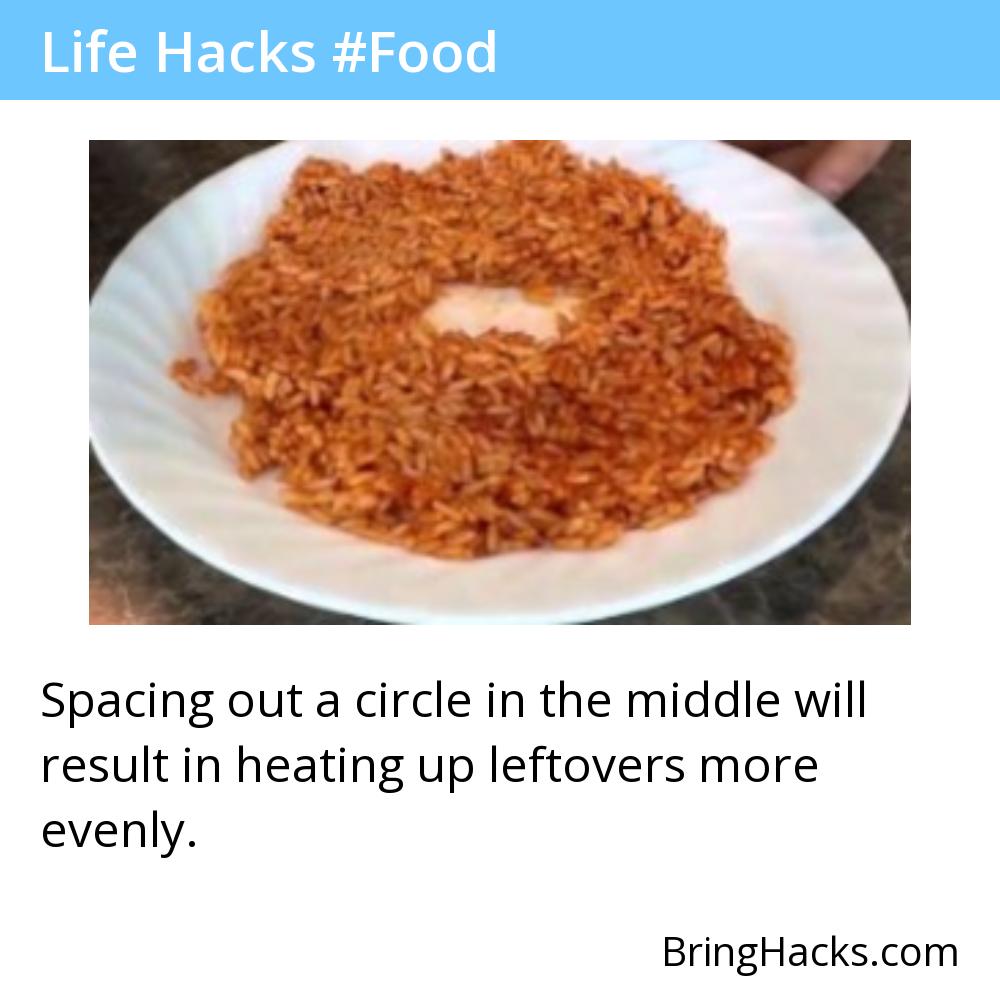 Life Hacks #Food
Spacing out a circle in the middle will
result in heating up leftovers more
evenly.
BringHacks.com